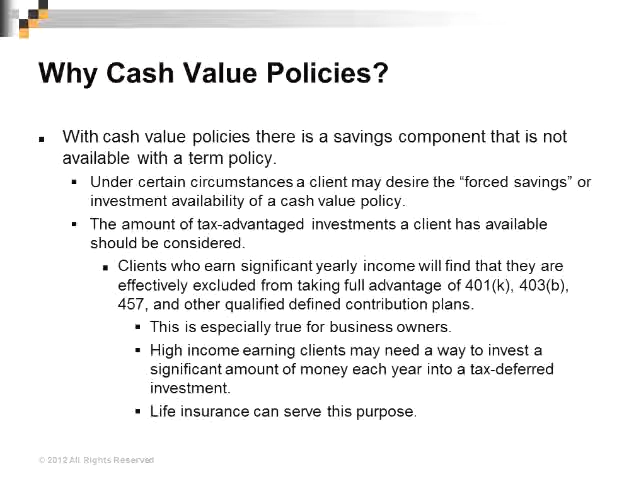 Why Cash Value Policies?
With cash value policies there is a savings component that is not
available with a term policy.
Under certain circumstances a client may desire the “forced savings” or
investment availability of a cash value policy.
The amount of tax-advantaged investments a client has available
should be considered.
Clients who earn significant yearly income will find that they are
effectively excluded from taking full advantage of 401(k), 403(b),
457, and other qualified defined contribution plans.
This is especially true for business owners.
High income earning clients may need a way to invest a
significant amount of money each year into a tax-deferred
investment.
Life insurance can serve this purpose.
© 2012 All Rights Reserved